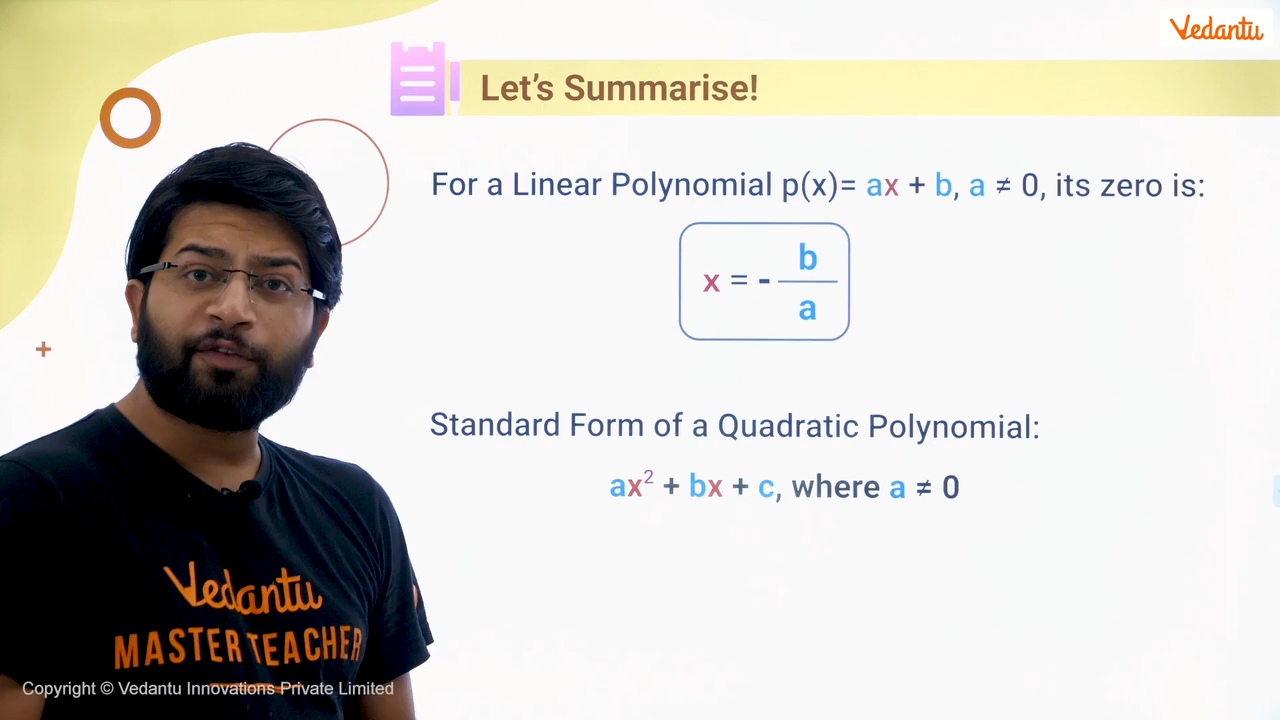 Vedantu
Let's Summarise!
For a Linear Polynomial p(x)= ax + b, a ≠ 0, its zero is:
x = - b/a
Standard Form of a Quadratic Polynomial:
ax² + bx + c, where a ≠ 0
Vedantu
MASTER TEACHER
Copyright © Vedantu Innovations Private Limited